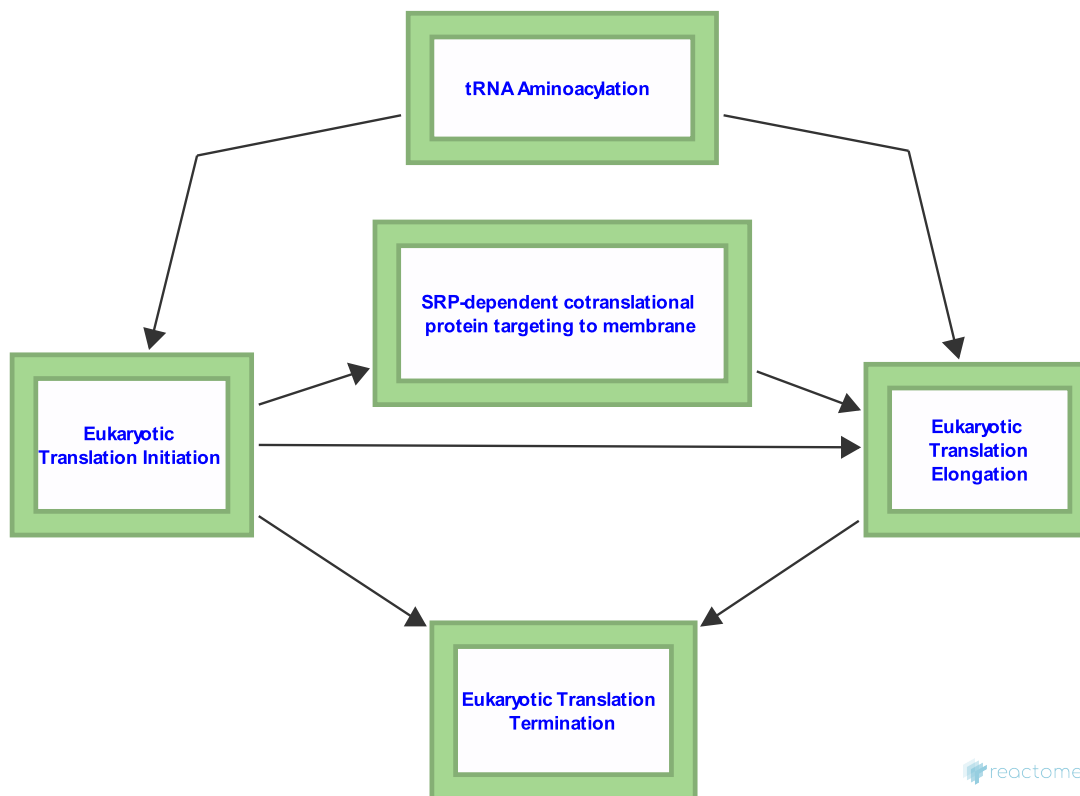 tRNA Aminoacylation
SRP-dependent cotranslational
protein targeting to membrane
Eukaryotic
Translation Initiation
Eukaryotic
Translation
Elongation
Eukaryotic Translation
Termination
reactome